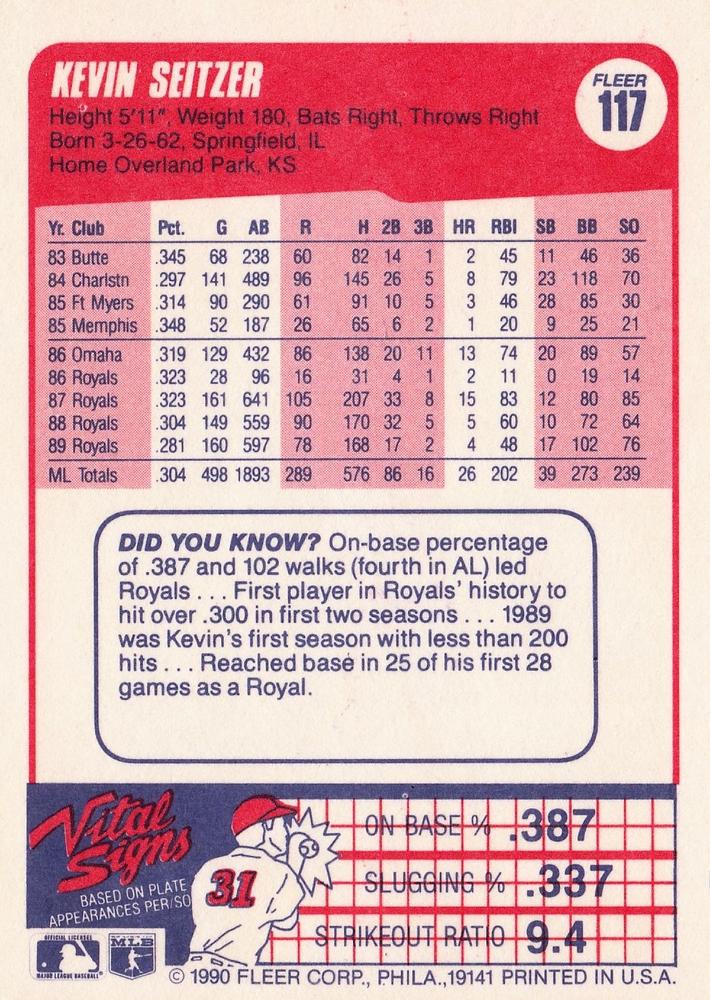 KEVIN SEITZER
FLEER
117
Height 5'11", Weight 180, Bats Right, Throws Right
Born 3-26-62, Springfield, IL
Home Overland Park, KS
Yr. Club Pct. G AB R H 2B 3B HR RBI SB BB SO
83 Butte .345 68 238 60 82 14 1 2 45 11 46 36
84 Charlstn .297 141 489 96 145 26 5 8 79 23 118 70
85 Ft Myers .314 90 290 61 91 10 5 3 46 28 85 30
85 Memphis .348 52 187 26 65 6 2 1 20 9 25 21
86 Omaha .319 129 432 86 138 20 11 13 74 20 89 57
86 Royals .323 28 96 16 31 4 1 2 11 0 19 14
87 Royals .323 161 641 105 207 33 8 15 83 12 80 85
88 Royals .304 149 559 90 170 32 5 5 60 10 72 64
89 Royals .281 160 597 78 168 17 2 4 48 17 102 76
ML Totals .304 498 1893 289 576 86 16 26 202 39 273 239
DID YOU KNOW? On-base percentage
of .387 and 102 walks (fourth in AL) led
Royals . . . First player in Royals' history to
hit over .300 in first two seasons . . . 1989
was Kevin's first season with less than 200
hits . . . Reached base in 25 of his first 28
games as a Royal.
Vital
Signs
BASED ON PLATE
APPEARANCES PER/SO
31
ON BASE % .387
SLUGGING % .337
STRIKEOUT RATIO 9.4
OFFICIAL LICENSEE
MAJOR LEAGUE BASEBALL
MLB
© 1990 FLEER CORP., PHILA.,19141 PRINTED IN U.S.A.